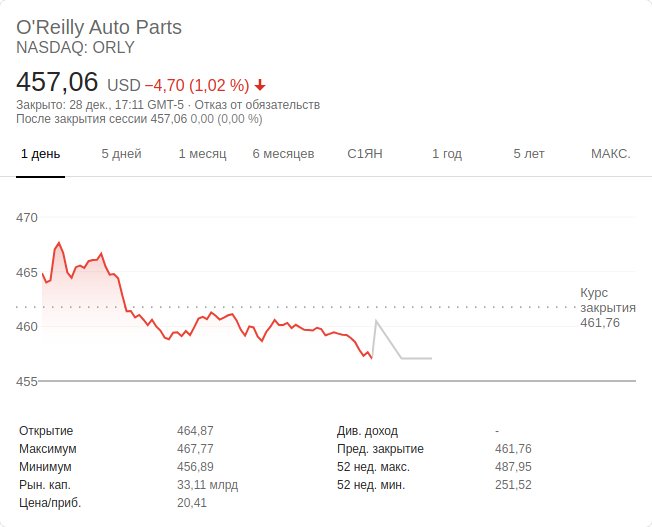 O'Reilly Auto Parts
NASDAQ: ORLY
457,06 USD −4,70 (1,02 %)
Закрыто: 28 дек., 17:11 GMT-5 · Отказ от обязательств
После закрытия сессии 457,06 0,00 (0,00 %)
1 день 5 дней 1 месяц 6 месяцев С1ЯН 1 год 5 лет МАКС.
470
465
Курс
закрытия
461,76
460
455
Открытие 464,87 Див. доход -
Максимум 467,77 Пред. закрытие 461,76
Минимум 456,89 52 нед. макс. 487,95
Рын. кап. 33,11 млрд 52 нед. мин. 251,52
Цена/приб. 20,41